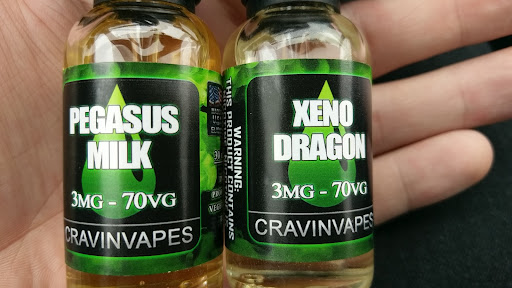 PEGASUS
MILK
3MG - 70VG
CRAVINVAPES
WARNING:
THIS PRODUCT CONTAINS
XENO
DRAGON
3MG - 70VG
CRAVINVAPES